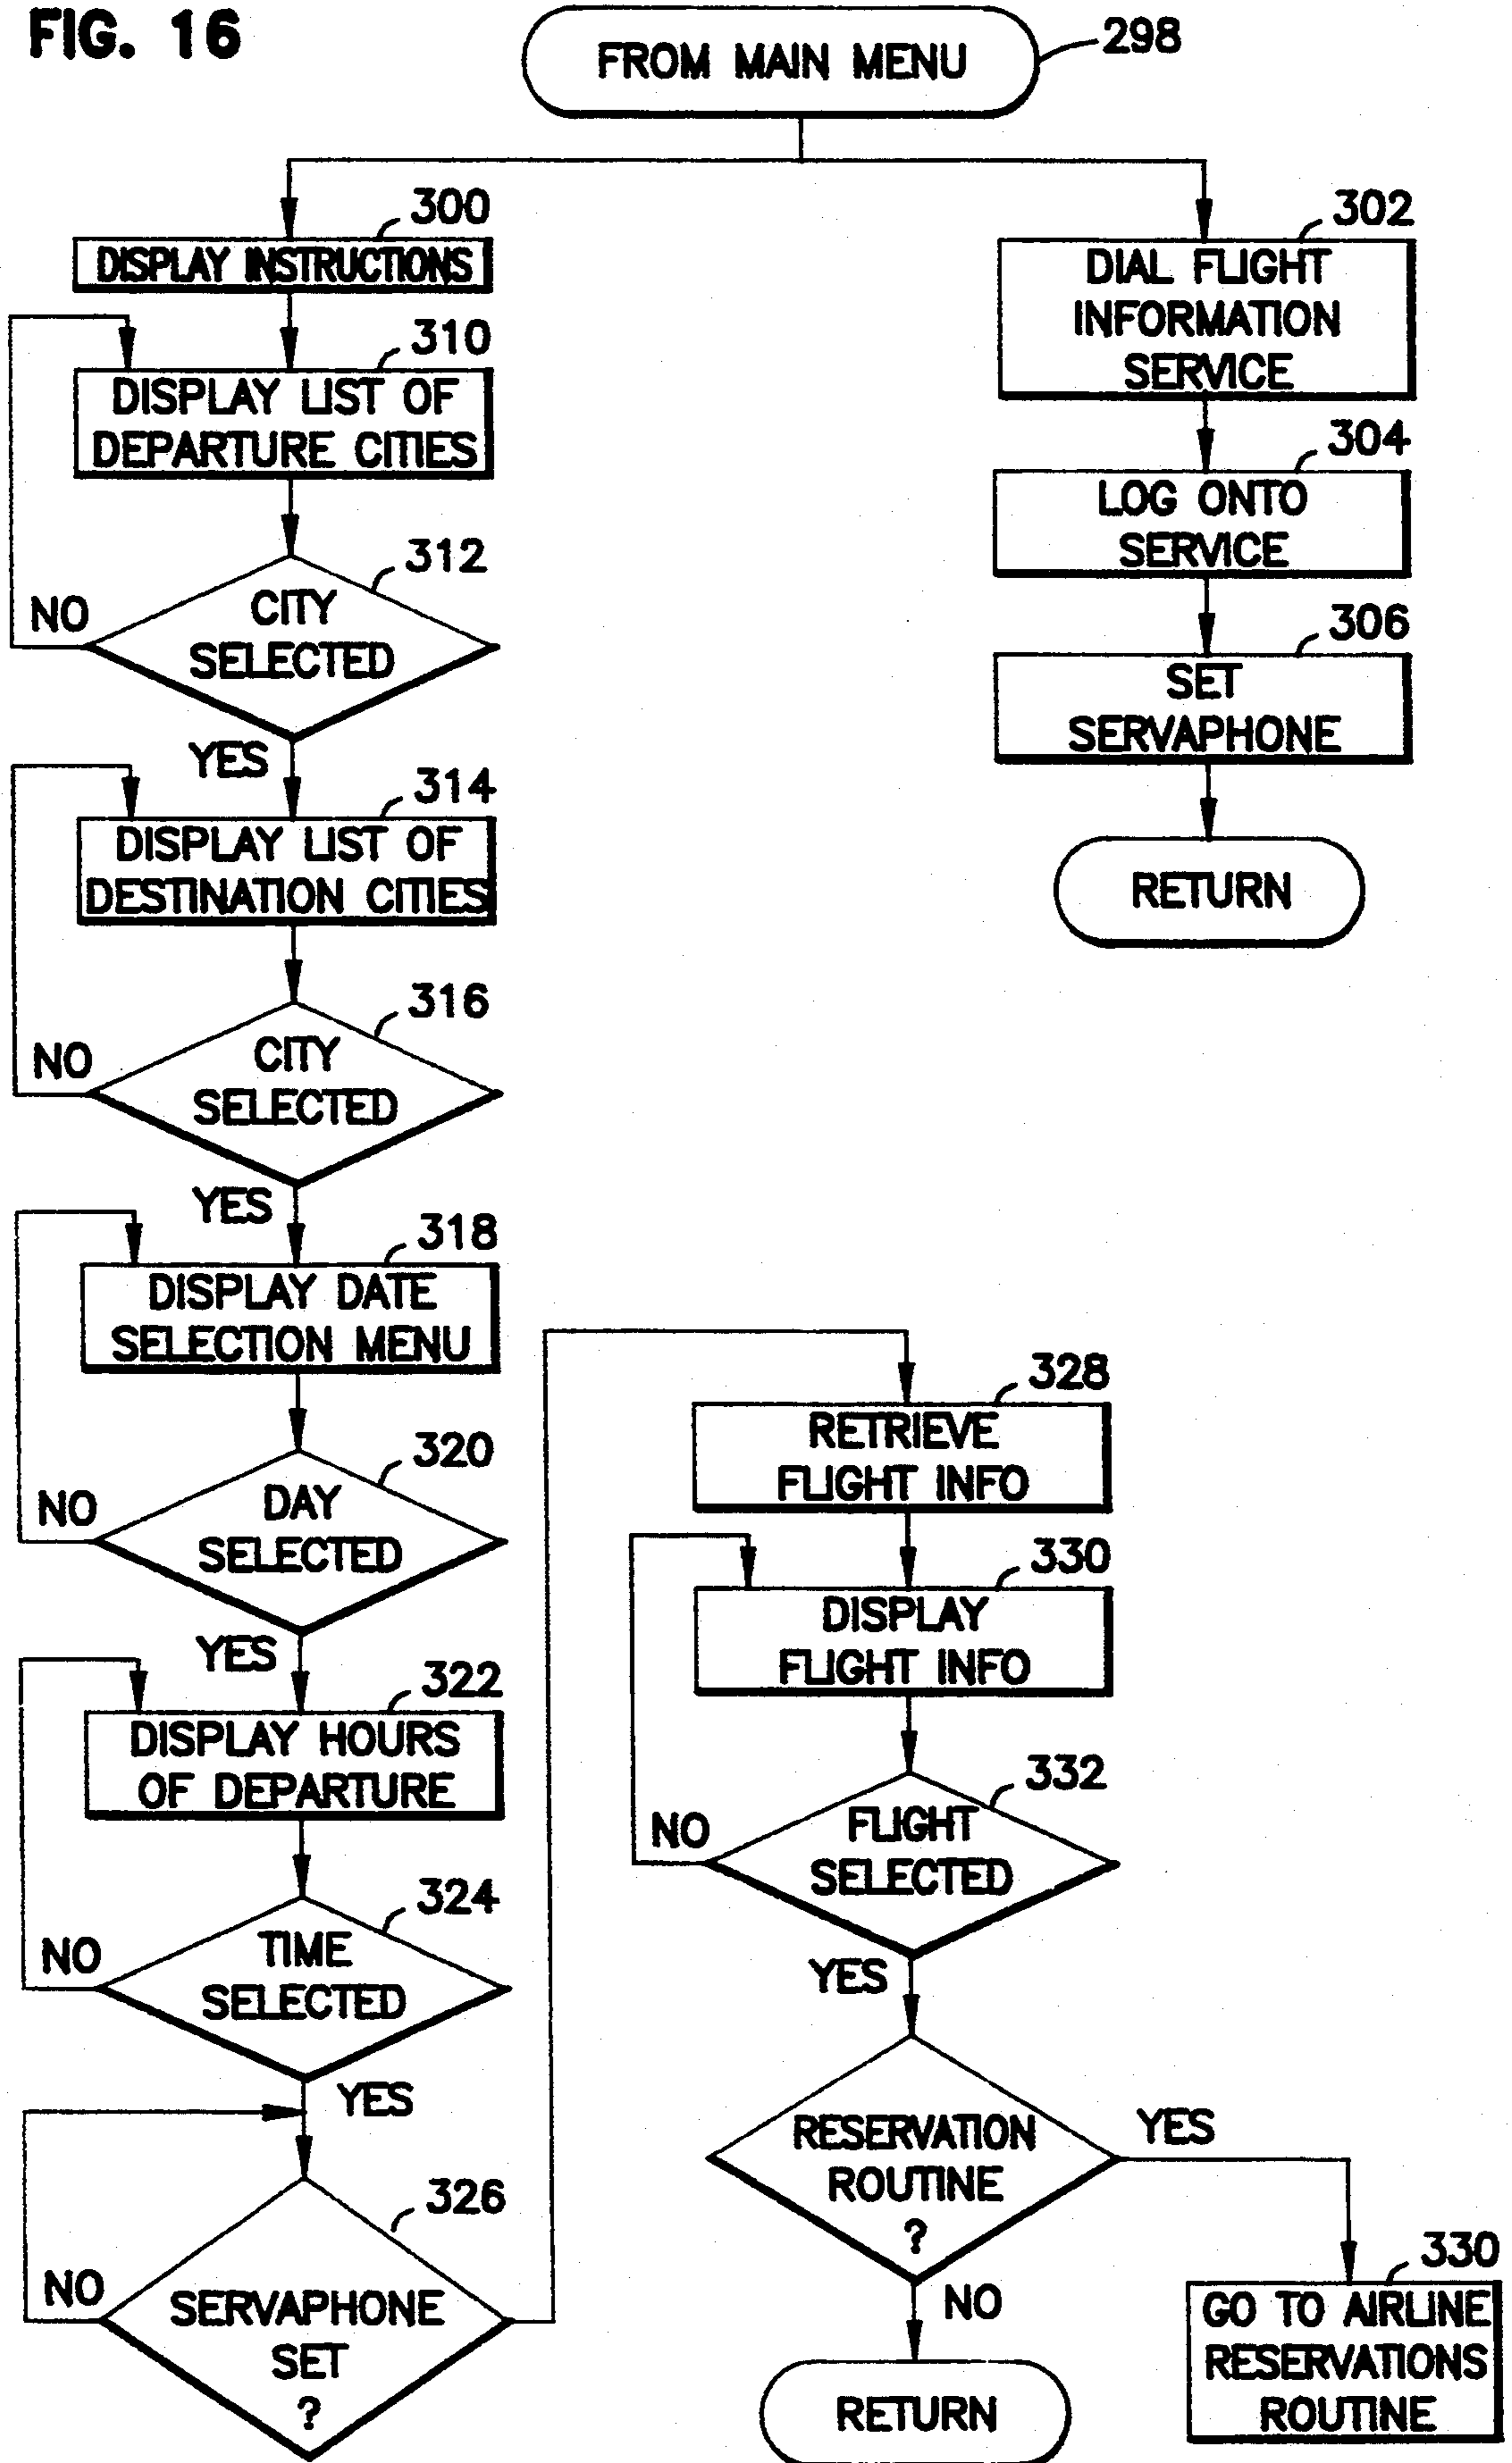 FIG. 16
FROM MAIN MENU
298
300
DISPLAY INSTRUCTIONS
310
DISPLAY LIST OF
DEPARTURE CITIES
312
CITY
SELECTED
NO
YES
314
DISPLAY LIST OF
DESTINATION CITIES
316
CITY
SELECTED
NO
YES
318
DISPLAY DATE
SELECTION MENU
320
DAY
SELECTED
NO
YES
322
DISPLAY HOURS
OF DEPARTURE
324
TIME
SELECTED
NO
YES
326
SERVAPHONE
SET
?
NO
302
DIAL FLIGHT
INFORMATION
SERVICE
304
LOG ONTO
SERVICE
306
SET
SERVAPHONE
RETURN
328
RETRIEVE
FLIGHT INFO
330
DISPLAY
FLIGHT INFO
332
FLIGHT
SELECTED
NO
YES
RESERVATION
ROUTINE
?
YES
NO
RETURN
330
GO TO AIRLINE
RESERVATIONS
ROUTINE